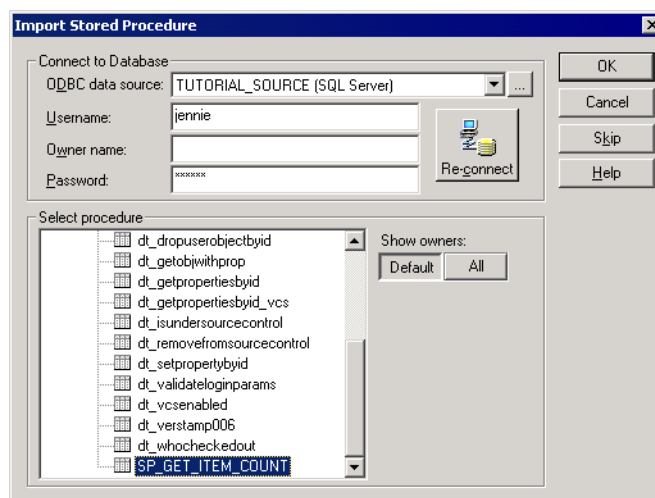 Import Stored Procedure
Connect to Database
ODBC data source:
TUTORIAL_SOURCE (SQL Server)
...
Username:
jennie
Owner name:
Password:
******
Re-connect
OK
Cancel
Skip
Help
Select procedure
dt_dropuserobjectbyid
dt_getobjwithprop
dt_getpropertiesbyid
dt_getpropertiesbyid_vcs
dt_isundersourcecontrol
dt_removefromsourcecontrol
dt_setpropertybyid
dt_validateloginparams
dt_vcsenabled
dt_verstamp006
dt_whocheckedout
SP_GET_ITEM_COUNT
Show owners:
Default
All